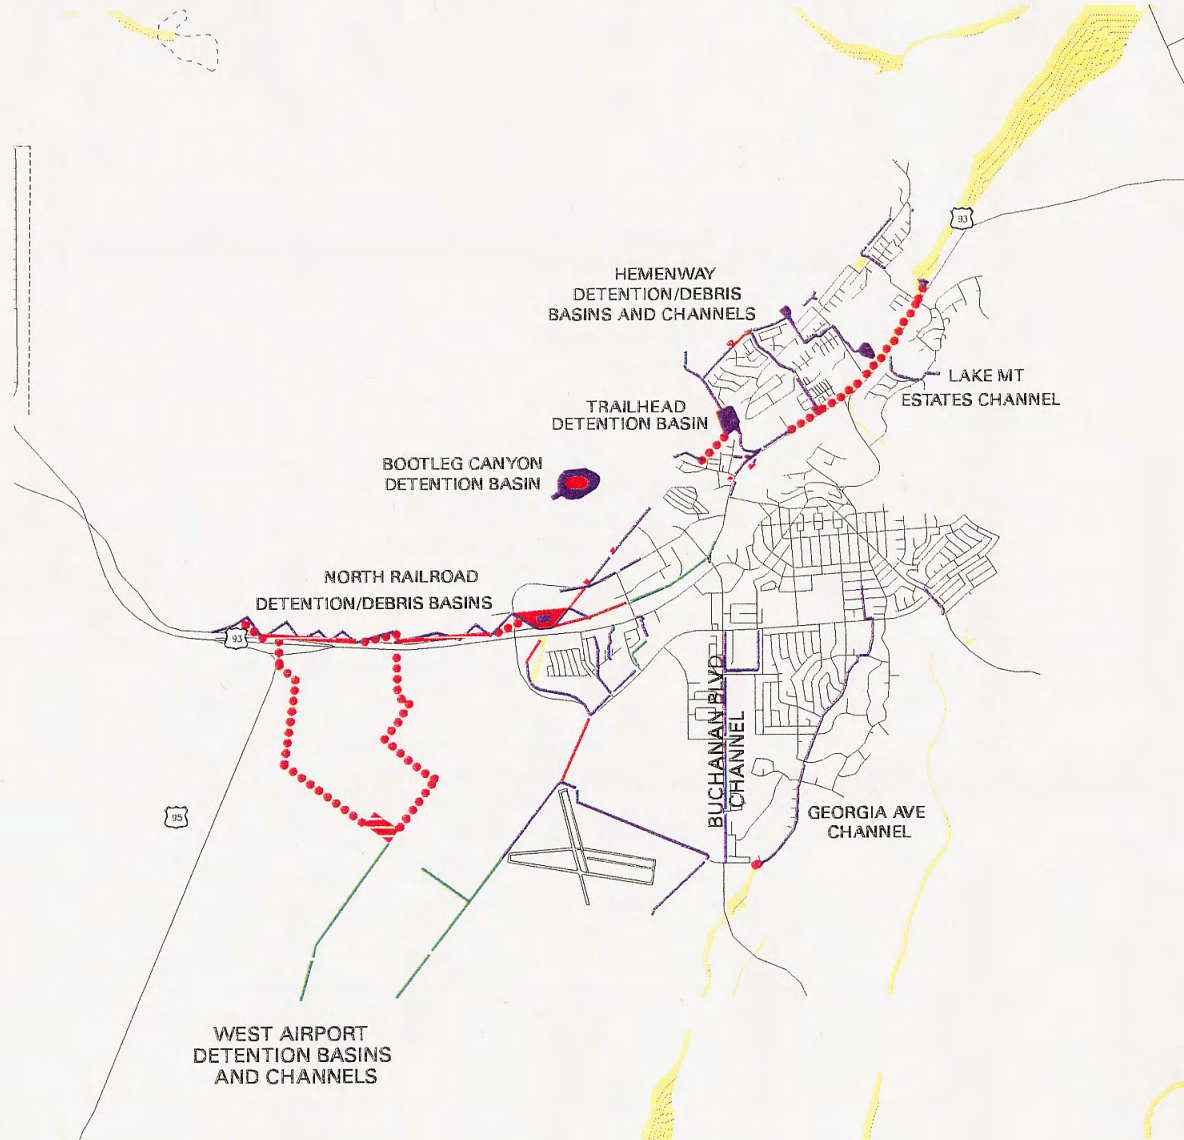 93
HEMENWAY
DETENTION/DEBRIS
BASINS AND CHANNELS
LAKE MT
ESTATES CHANNEL
TRAILHEAD
DETENTION BASIN
BOOTLEG CANYON
DETENTION BASIN
NORTH RAILROAD
DETENTION/DEBRIS BASINS
93
BUCHANAN BLVD
CHANNEL
95
GEORGIA AVE
CHANNEL
WEST AIRPORT
DETENTION BASINS
AND CHANNELS